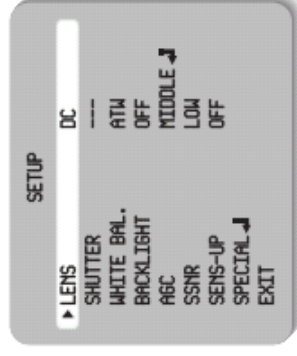 SETUP
▶LENS DC
SHUTTER ---
WHITE BAL. ATW
BACKLIGHT OFF
AGC MIDDLE↲
SSNR LOW
SENS-UP OFF
SPECIAL↲
EXIT